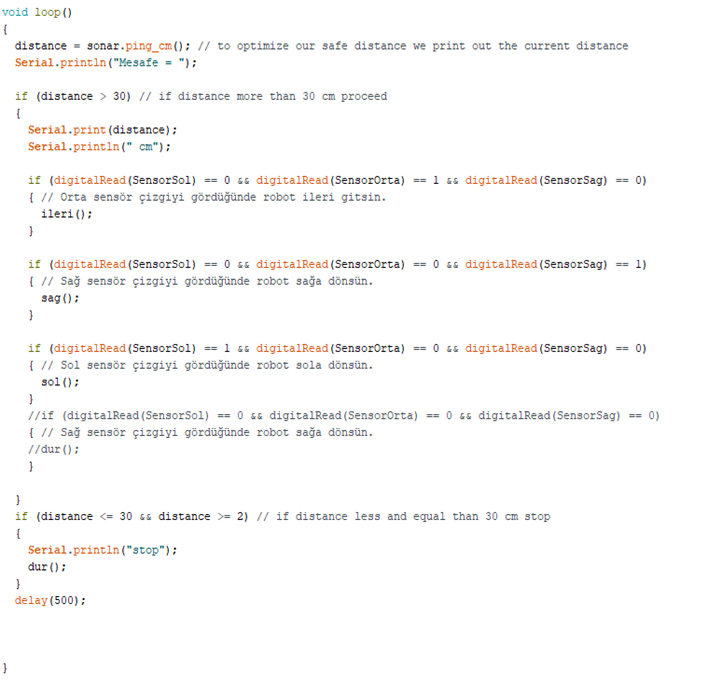 void loop()
{
distance = sonar.ping_cm(); // to optimize our safe distance we print out the current distance
Serial.println("Mesafe = ");
if (distance > 30) // if distance more than 30 cm proceed
{
Serial.print(distance);
Serial.println(" cm");
if (digitalRead(SensorSol) == 0 && digitalRead(SensorOrta) == 1 && digitalRead(SensorSag) == 0)
{ // Orta sensör çizgiyi gördüğünde robot ileri gitsin.
ileri();
}
if (digitalRead(SensorSol) == 0 && digitalRead(SensorOrta) == 0 && digitalRead(SensorSag) == 1)
{ // Sağ sensör çizgiyi gördüğünde robot sağa dönsün.
sag();
}
if (digitalRead(SensorSol) == 1 && digitalRead(SensorOrta) == 0 && digitalRead(SensorSag) == 0)
{ // Sol sensör çizgiyi gördüğünde robot sola dönsün.
sol();
}
//if (digitalRead(SensorSol) == 0 && digitalRead(SensorOrta) == 0 && digitalRead(SensorSag) == 0)
{ // Sağ sensör çizgiyi gördüğünde robot sağa dönsün.
//dur();
}
}
if (distance <= 30 && distance >= 2) // if distance less and equal than 30 cm stop
{
Serial.println("stop");
dur();
}
delay(500);
}